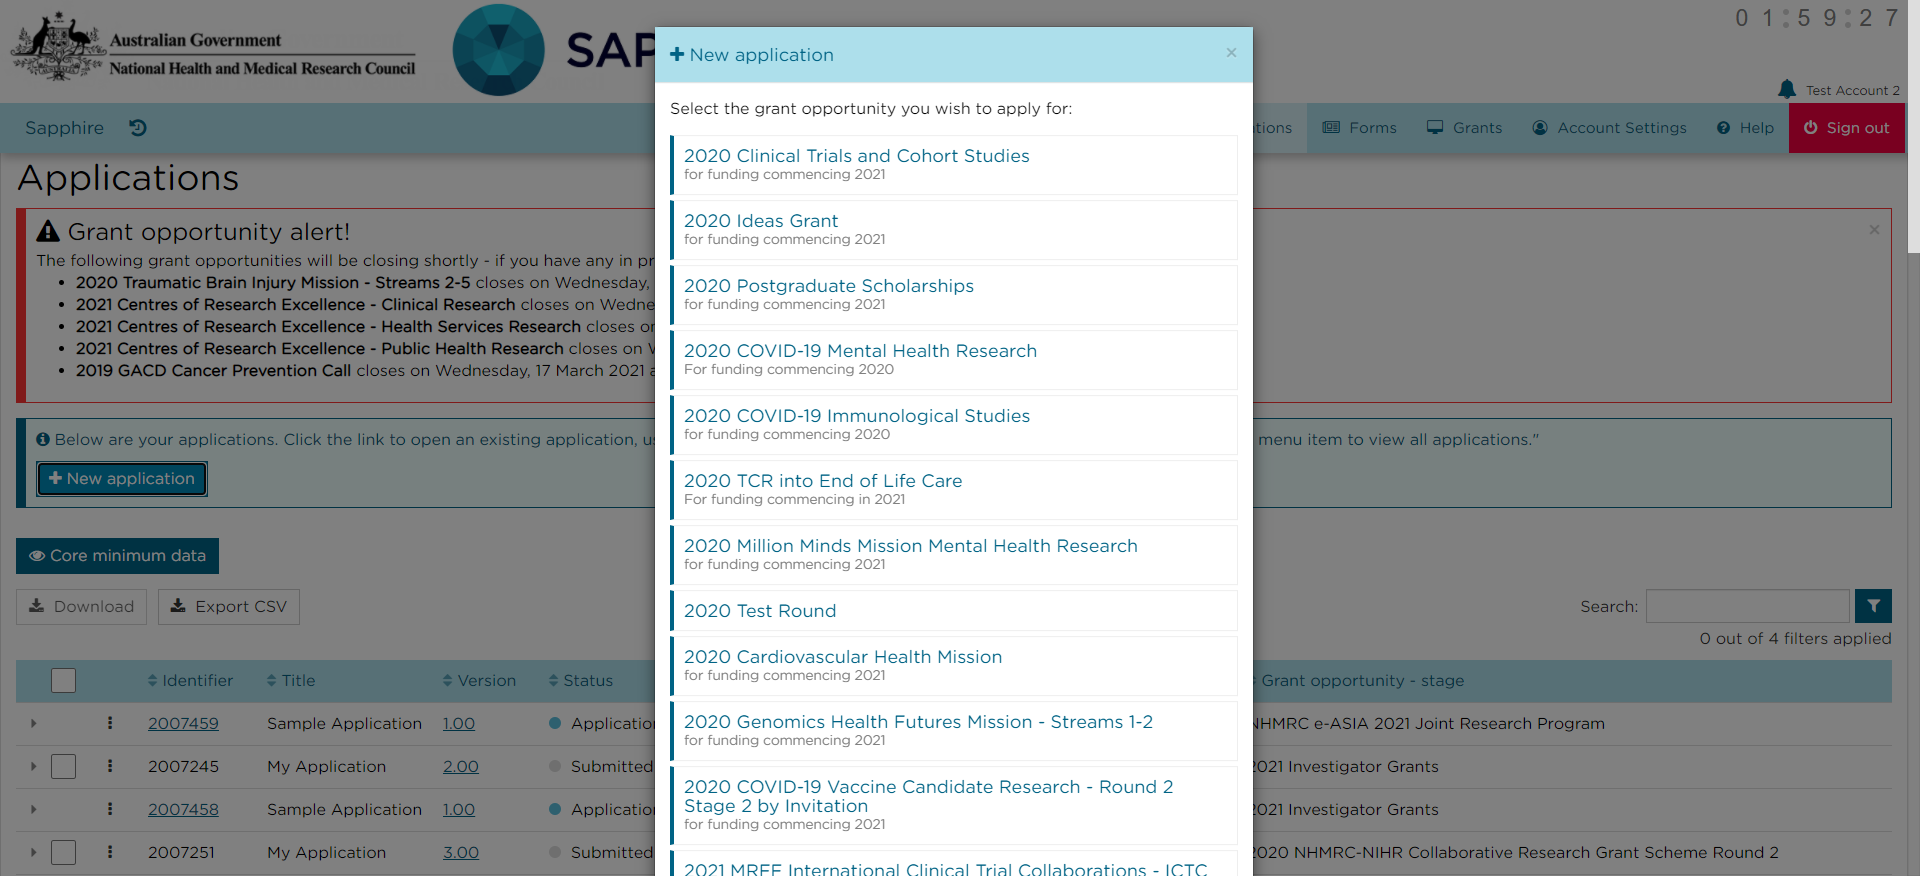 Australian Government
National Health and Medical Research Council
SAP
01:59:27
Test Account 2
Sapphire
tions
Forms
Grants
Account Settings
Help
Sign out
Applications
Grant opportunity alert!
The following grant opportunities will be closing shortly - if you have any in pr
2020 Traumatic Brain Injury Mission - Streams 2-5 closes on Wednesday,
2021 Centres of Research Excellence - Clinical Research closes on Wedne
2021 Centres of Research Excellence - Health Services Research closes or
2021 Centres of Research Excellence - Public Health Research closes on
2019 GACD Cancer Prevention Call closes on Wednesday, 17 March 2021 a
Below are your applications. Click the link to open an existing application, us
menu item to view all applications."
New application
Core minimum data
Download
Export CSV
Search:
0 out of 4 filters applied
Identifier Title Version Status Grant opportunity - stage
2007459 Sample Application 1.00 Application NHMRC e-ASIA 2021 Joint Research Program
2007245 My Application 2.00 Submitted 2021 Investigator Grants
2007458 Sample Application 1.00 Application 2021 Investigator Grants
2007251 My Application 3.00 Submitted 2020 NHMRC-NIHR Collaborative Research Grant Scheme Round 2
New application ×
Select the grant opportunity you wish to apply for:
2020 Clinical Trials and Cohort Studies
for funding commencing 2021
2020 Ideas Grant
for funding commencing 2021
2020 Postgraduate Scholarships
for funding commencing 2021
2020 COVID-19 Mental Health Research
For funding commencing 2020
2020 COVID-19 Immunological Studies
for funding commencing 2020
2020 TCR into End of Life Care
For funding commencing in 2021
2020 Million Minds Mission Mental Health Research
for funding commencing 2021
2020 Test Round
2020 Cardiovascular Health Mission
for funding commencing 2021
2020 Genomics Health Futures Mission - Streams 1-2
for funding commencing 2021
2020 COVID-19 Vaccine Candidate Research - Round 2
Stage 2 by Invitation
for funding commencing 2021
2021 MRFF International Clinical Trial Collaborations - ICTC